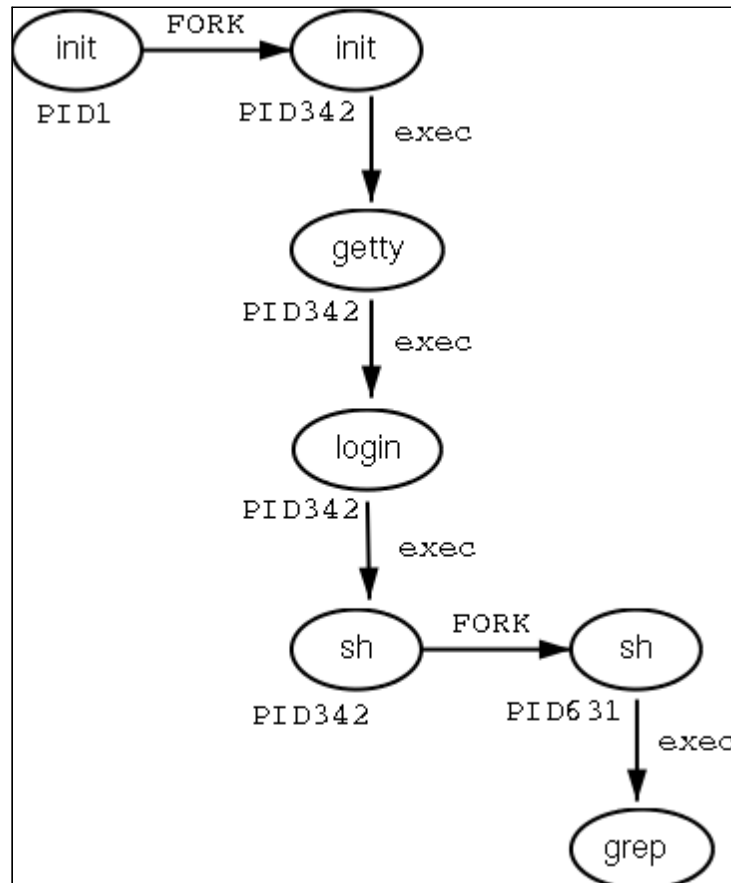 FORK
init
init
PID1
PID342
exec
getty
PID342
exec
login
PID342
exec
FORK
sh
sh
PID342
PID631
exec
grep